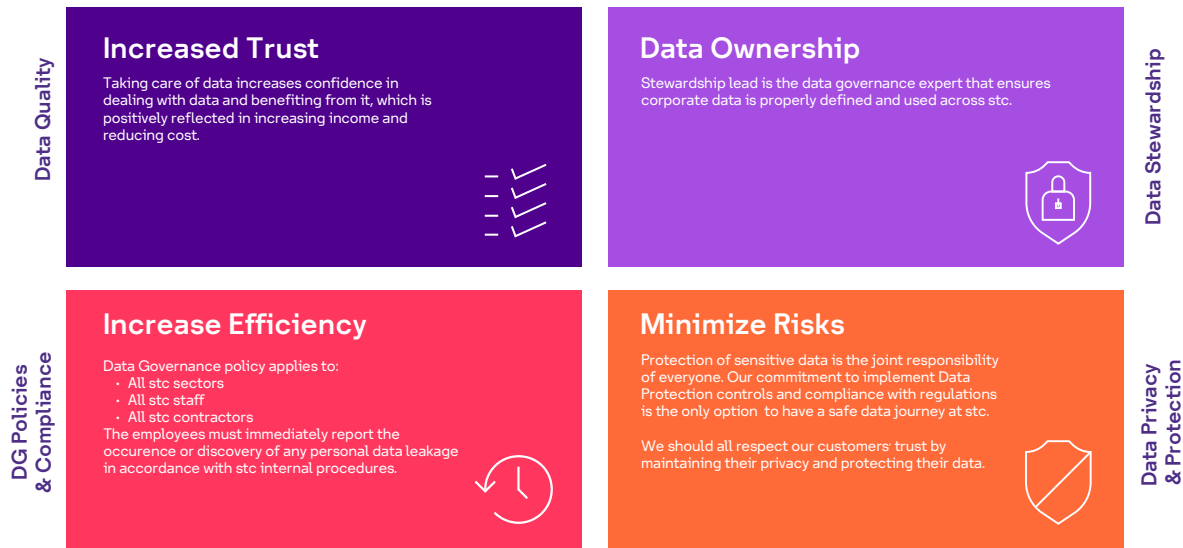 Data Quality
Increased Trust
Taking care of data increases confidence in
dealing with data and benefiting from it, which is
positively reflected in increasing income and
reducing cost.
Data Ownership
Stewardship lead is the data governance expert that ensures
corporate data is properly defined and used across stc.
Data Stewardship
DG Policies
& Compliance
Increase Efficiency
Data Governance policy applies to:
• All stc sectors
• All stc staff
• All stc contractors
The employees must immediately report the
occurence or discovery of any personal data leakage
in accordance with stc internal procedures.
Minimize Risks
Protection of sensitive data is the joint responsibility
of everyone. Our commitment to implement Data
Protection controls and compliance with regulations
is the only option to have a safe data journey at stc.
We should all respect our customers' trust by
maintaining their privacy and protecting their data.
Data Privacy
& Protection